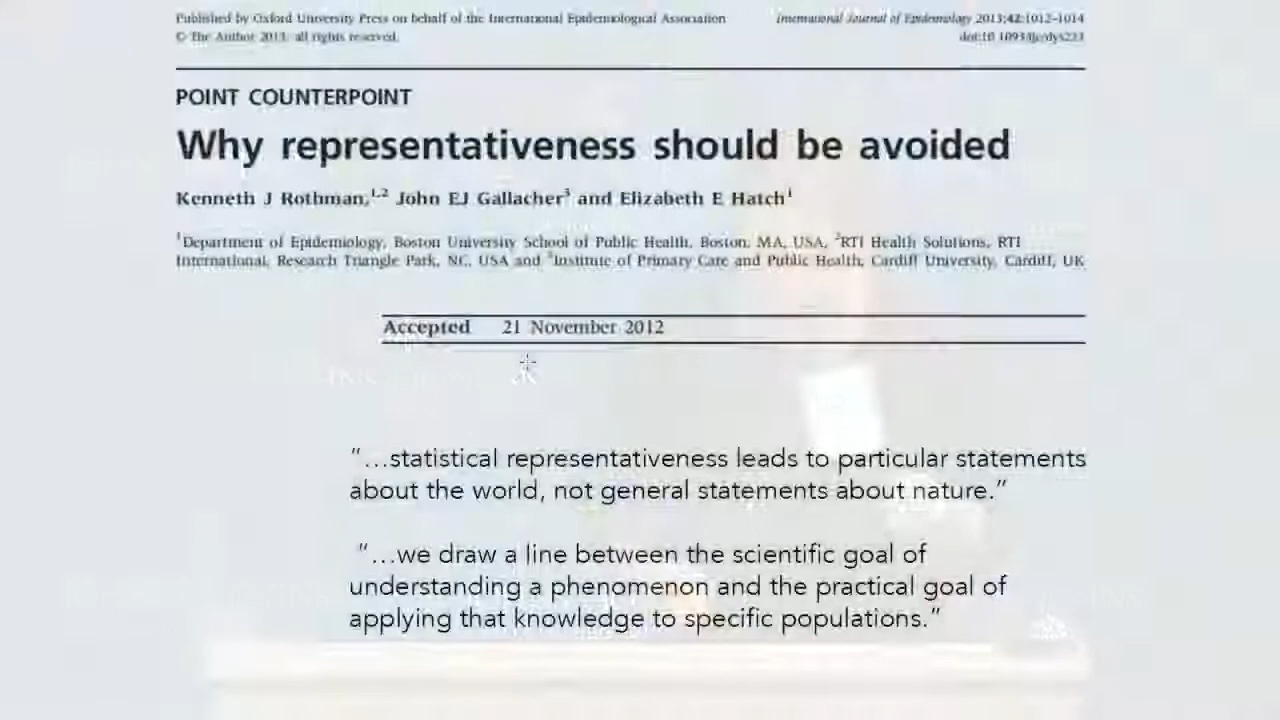 Published by Oxford University Press on behalf of the International Epidemiological Association
International Journal of Epidemiology 2013;42:1012–1014
© The Author 2013; all rights reserved.
POINT COUNTERPOINT
Why representativeness should be avoided
Kenneth J Rothman,1,2 John EJ Gallacher3 and Elizabeth E Hatch1
1Department of Epidemiology, Boston University School of Public Health, Boston, MA, USA, 2RTI Health Solutions, RTI
International, Research Triangle Park, NC, USA and 3Institute of Primary Care and Public Health, Cardiff University, Cardiff, UK
Accepted 21 November 2012
"…statistical representativeness leads to particular statements
about the world, not general statements about nature."
"…we draw a line between the scientific goal of
understanding a phenomenon and the practical goal of
applying that knowledge to specific populations."